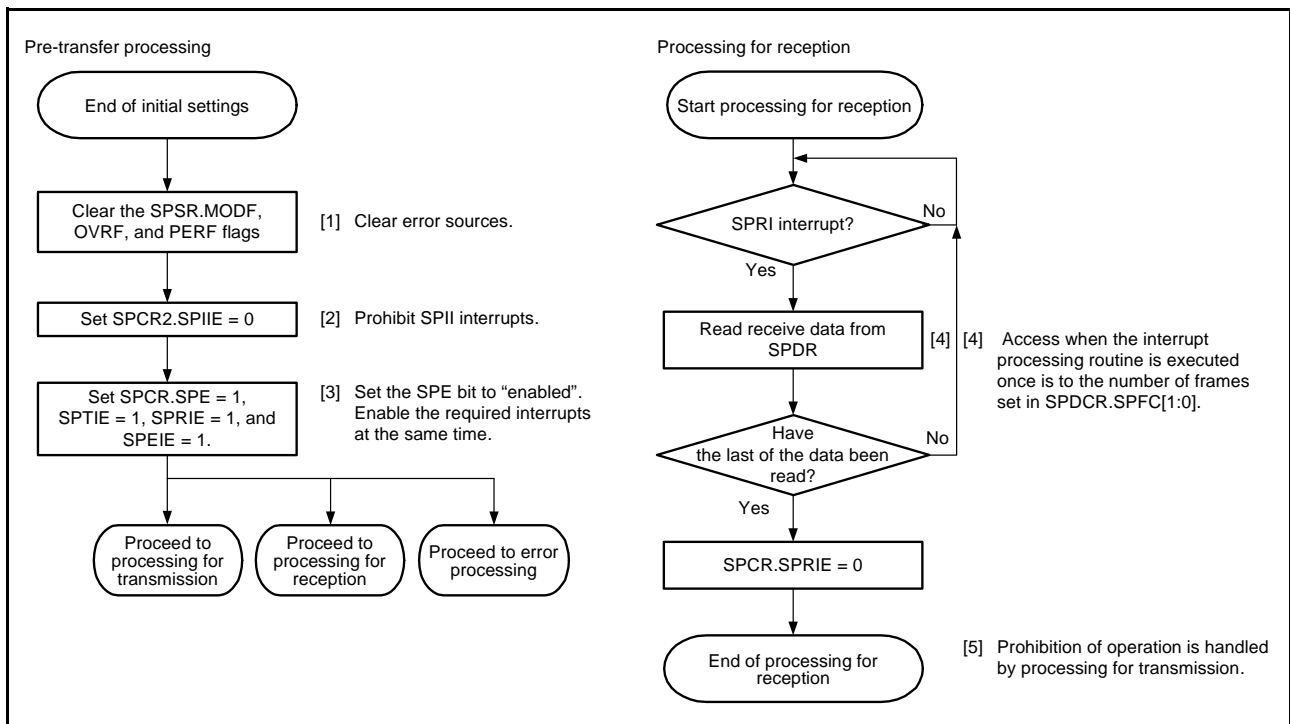 Pre-transfer processing
End of initial settings
Clear the SPSR.MODF,
OVRF, and PERF flags
[1] Clear error sources.
Set SPCR2.SPIIE = 0
[2] Prohibit SPII interrupts.
Set SPCR.SPE = 1,
SPTIE = 1, SPRIE = 1, and
SPEIE = 1.
[3] Set the SPE bit to “enabled”.
Enable the required interrupts
at the same time.
Proceed to
processing for
transmission
Proceed to
processing for
reception
Proceed to error
processing
Processing for reception
Start processing for reception
SPRI interrupt?
No
Yes
Read receive data from
SPDR
[4]
[4] Access when the interrupt
processing routine is executed
once is to the number of frames
set in SPDCR.SPFC[1:0].
Have
the last of the data been
read?
No
Yes
SPCR.SPRIE = 0
End of processing for
reception
[5] Prohibition of operation is handled
by processing for transmission.